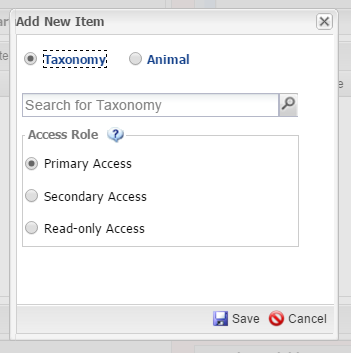 Add New Item
Taxonomy Animal
Search for Taxonomy
Access Role ?
Primary Access
Secondary Access
Read-only Access
Save Cancel